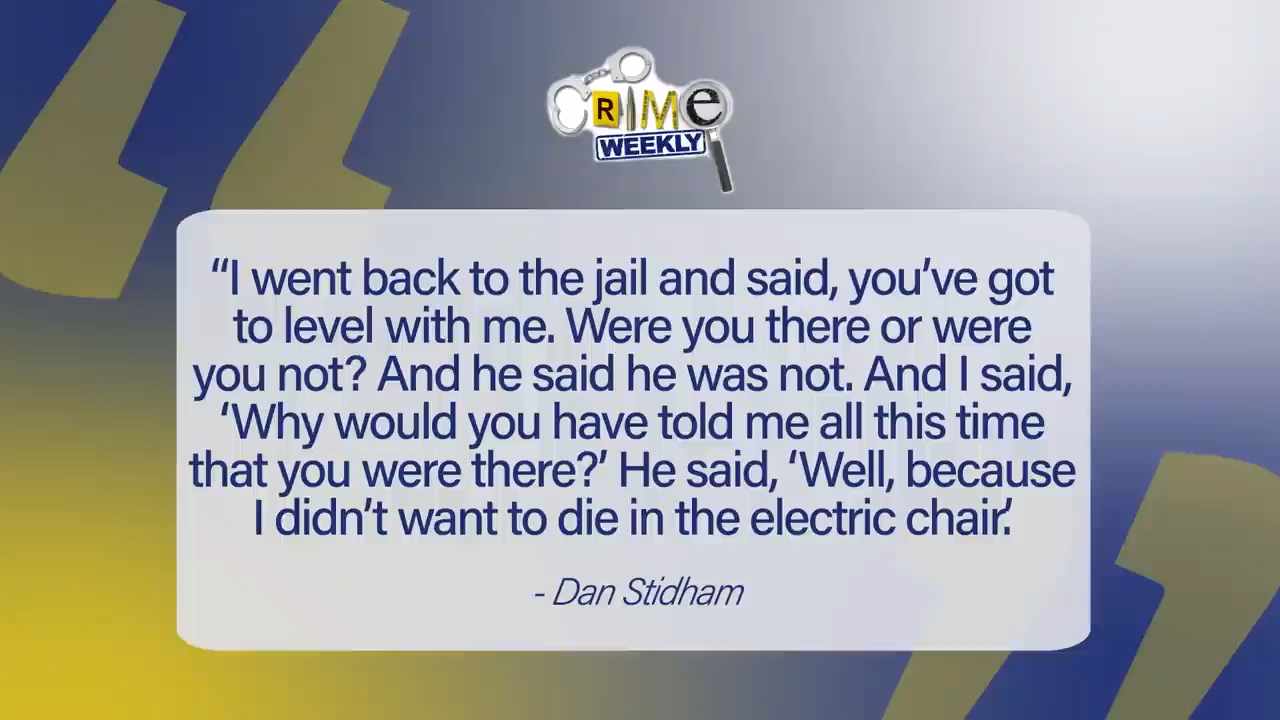 CRIME
WEEKLY
“I went back to the jail and said, you’ve got
to level with me. Were you there or were
you not? And he said he was not. And I said,
‘Why would you have told me all this time
that you were there?’ He said, ‘Well, because
I didn’t want to die in the electric chair.’
- Dan Stidham